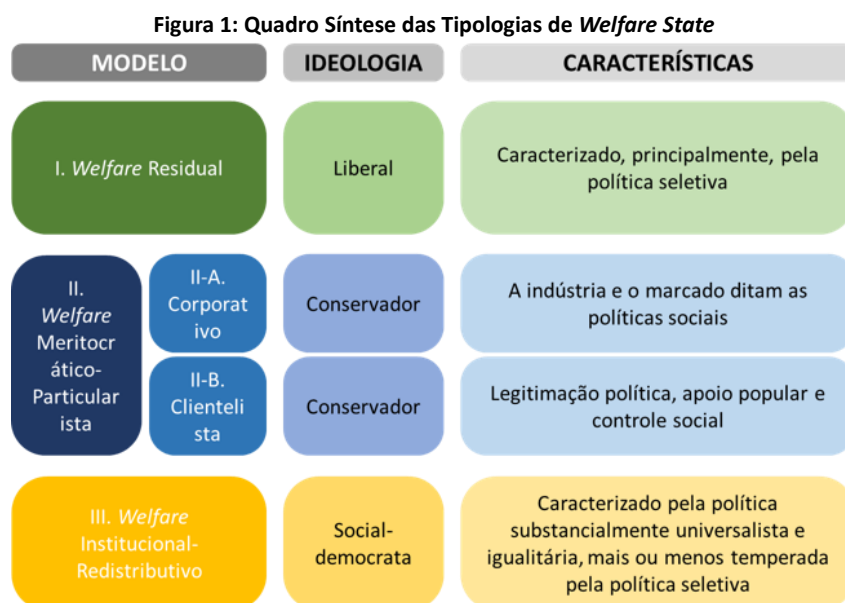 Figura 1: Quadro Síntese das Tipologias de Welfare State
MODELO
IDEOLOGIA
CARACTERÍSTICAS
I. Welfare Residual
Liberal
Caracterizado, principalmente, pela
política seletiva
II.
Welfare
Meritocr
ático-
Particular
ista
II-A.
Corporat
ivo
Conservador
A indústria e o marcado ditam as
políticas sociais
II-B.
Clienteli
sta
Conservador
Legitimação política, apoio popular e
controle social
III. Welfare
Institucional-
Redistributivo
Social-
democrata
Caracterizado pela política
substancialmente universalista e
igualitária, mais ou menos temperada
pela política seletiva